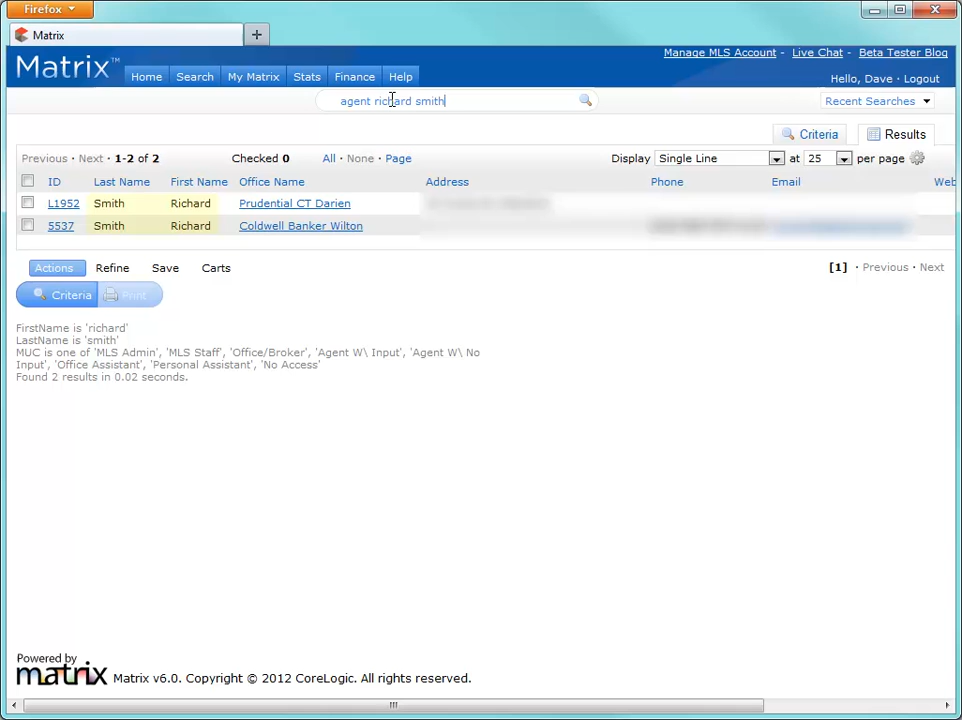 Firefox
Matrix
Manage MLS Account - Live Chat - Beta Tester Blog
Matrix™
Home Search My Matrix Stats Finance Help
Hello, Dave · Logout
agent richard smith
Recent Searches
Criteria Results
Previous · Next · 1-2 of 2 Checked 0 All · None · Page Display Single Line at 25 per page
ID Last Name First Name Office Name Address Phone Email Web
L1952 Smith Richard Prudential CT Darien
5537 Smith Richard Coldwell Banker Wilton
Actions Refine Save Carts [1] · Previous · Next
Criteria Print
FirstName is 'richard'
LastName is 'smith'
MUC is one of 'MLS Admin', 'MLS Staff', 'Office/Broker', 'Agent W\ Input', 'Agent W\ No
Input', 'Office Assistant', 'Personal Assistant', 'No Access'
Found 2 results in 0.02 seconds.
Powered by
matrix Matrix v6.0. Copyright © 2012 CoreLogic. All rights reserved.